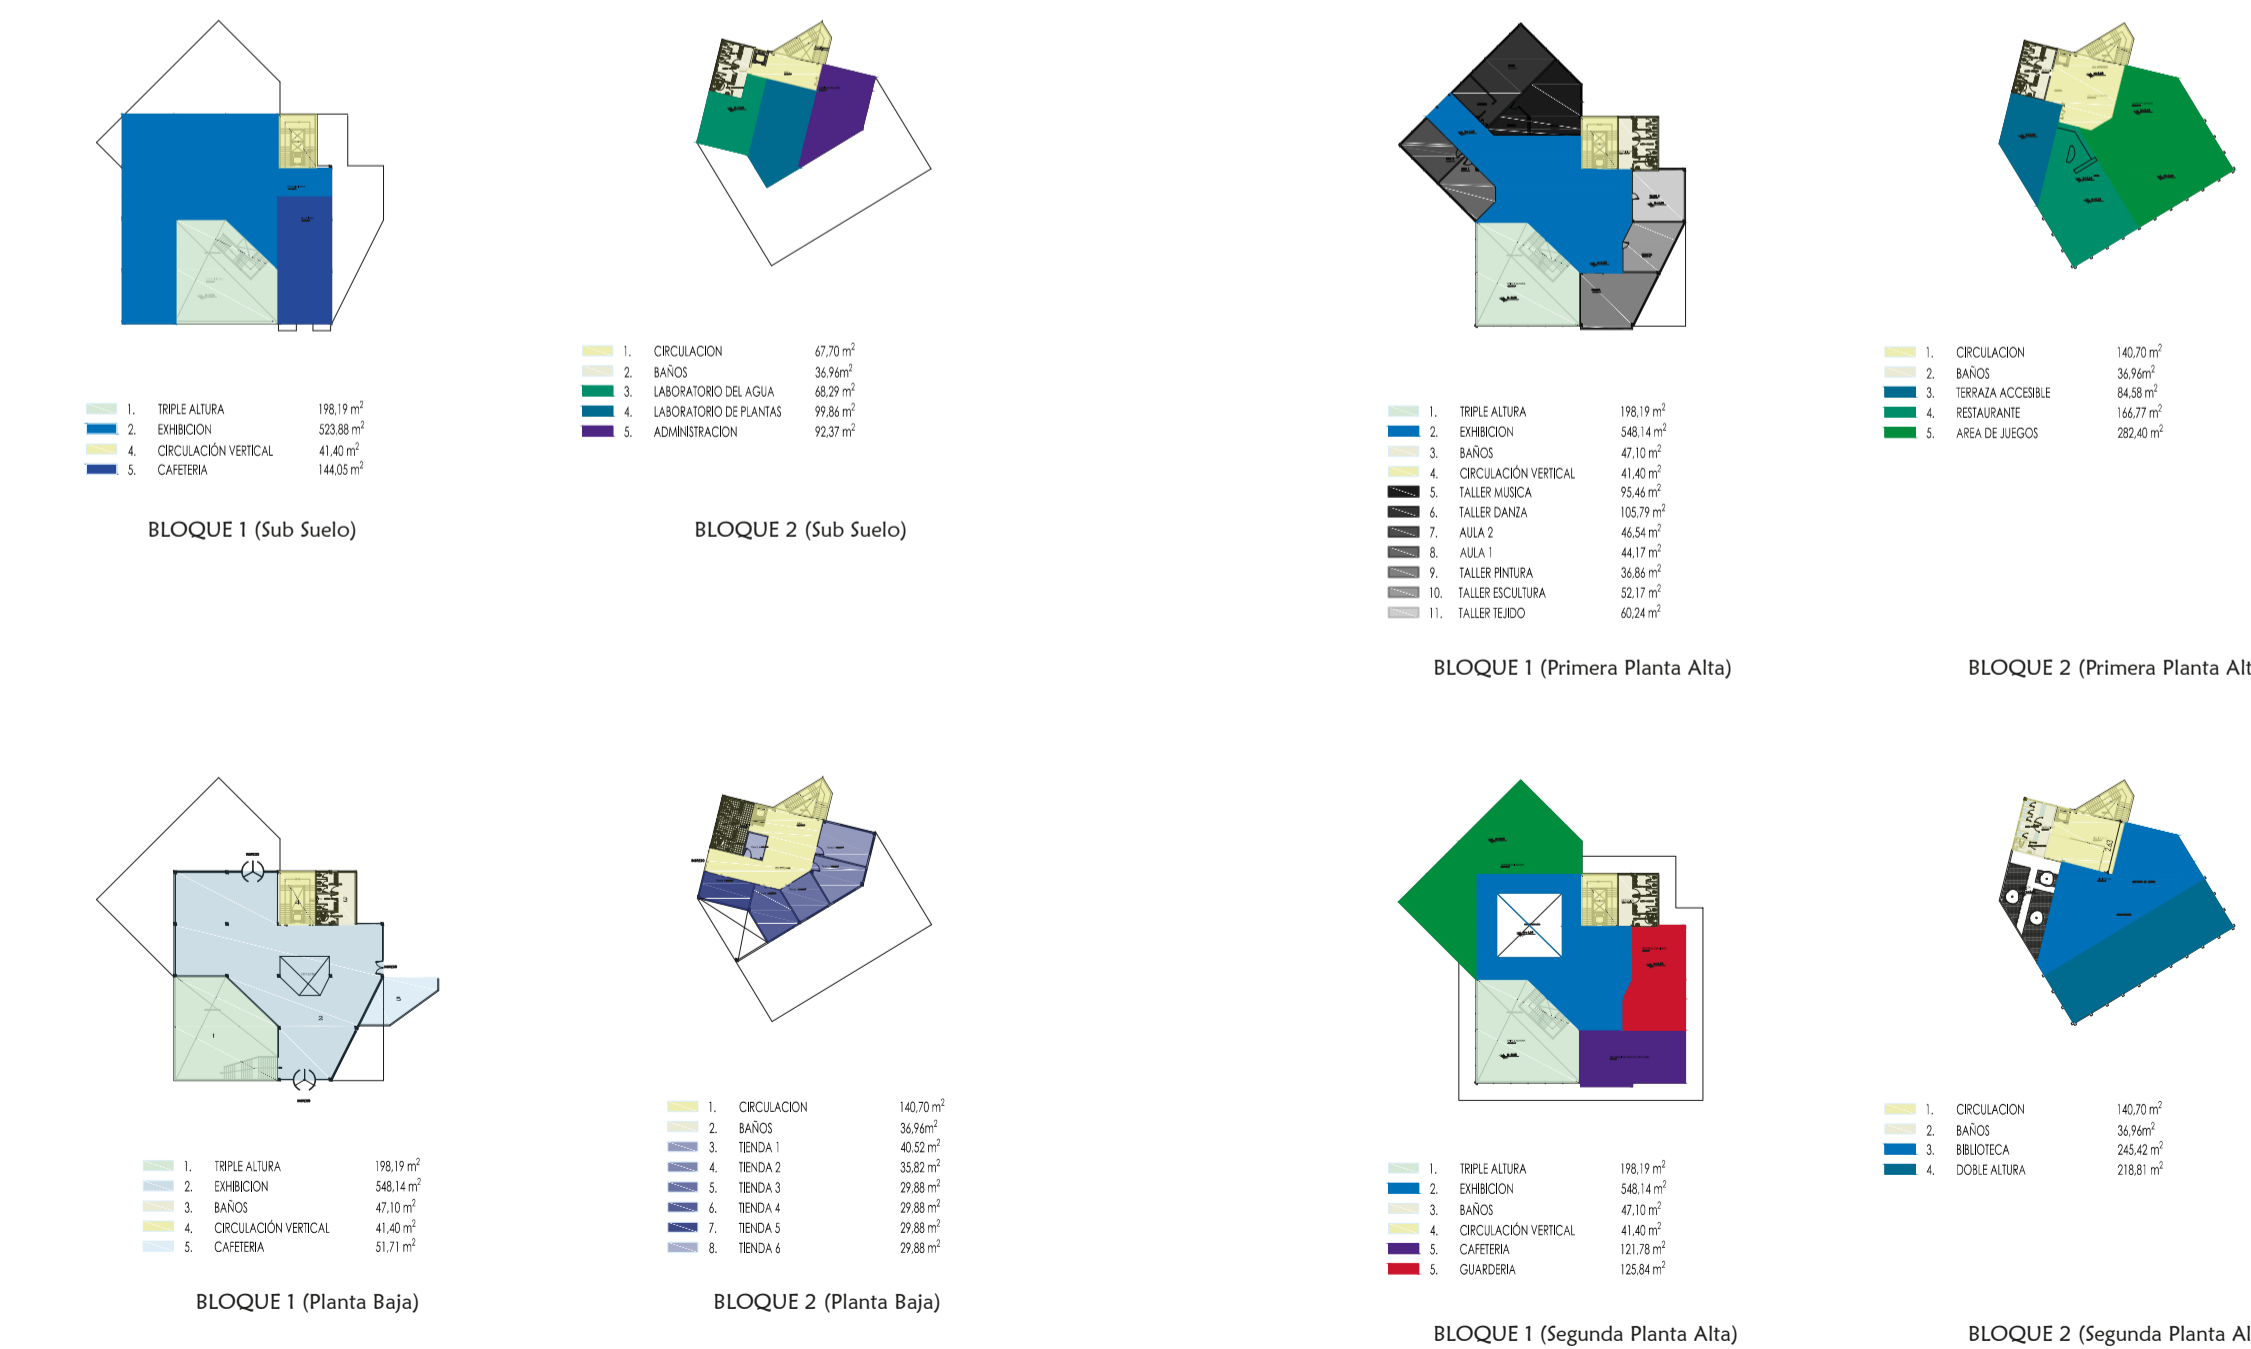 1. TRIPLE ALTURA 198,19 m²
2. EXHIBICION 523,88 m²
4. CIRCULACIÓN VERTICAL 41,40 m²
5. CAFETERIA 144,05 m²
BLOQUE 1 (Sub Suelo)
1. CIRCULACION 67,70 m²
2. BAÑOS 36,96m²
3. LABORATORIO DEL AGUA 68,29 m²
4. LABORATORIO DE PLANTAS 99,86 m²
5. ADMINISTRACION 92,37 m²
BLOQUE 2 (Sub Suelo)
1. TRIPLE ALTURA 198,19 m²
2. EXHIBICION 548,14 m²
3. BAÑOS 47,10 m²
4. CIRCULACIÓN VERTICAL 41,40 m²
5. TALLER MUSICA 95,46 m²
6. TALLER DANZA 105,79 m²
7. AULA 2 46,54 m²
8. AULA 1 44,17 m²
9. TALLER PINTURA 36,86 m²
10. TALLER ESCULTURA 52,17 m²
11. TALLER TEJIDO 60,24 m²
BLOQUE 1 (Primera Planta Alta)
1. CIRCULACION 140,70 m²
2. BAÑOS 36,96m²
3. TERRAZA ACCESIBLE 84,58 m²
4. RESTAURANTE 166,77 m²
5. AREA DE JUEGOS 282,40 m²
BLOQUE 2 (Primera Planta Alt
4
3
2
1
5
1. TRIPLE ALTURA 198,19 m²
2. EXHIBICION 548,14 m²
3. BAÑOS 47,10 m²
4. CIRCULACIÓN VERTICAL 41,40 m²
5. CAFETERIA 51,71 m²
BLOQUE 1 (Planta Baja)
1. CIRCULACION 140,70 m²
2. BAÑOS 36,96m²
3. TIENDA 1 40,52 m²
4. TIENDA 2 35,82 m²
5. TIENDA 3 29,88 m²
6. TIENDA 4 29,88 m²
7. TIENDA 5 29,88 m²
8. TIENDA 6 29,88 m²
BLOQUE 2 (Planta Baja)
1. TRIPLE ALTURA 198,19 m²
2. EXHIBICION 548,14 m²
3. BAÑOS 47,10 m²
4. CIRCULACIÓN VERTICAL 41,40 m²
5. CAFETERIA 121,78 m²
5. GUARDERIA 125,84 m²
BLOQUE 1 (Segunda Planta Alta)
2,63
1. CIRCULACION 140,70 m²
2. BAÑOS 36,96m²
3. BIBLIOTECA 245,42 m²
4. DOBLE ALTURA 218,81 m²
BLOQUE 2 (Segunda Planta Al